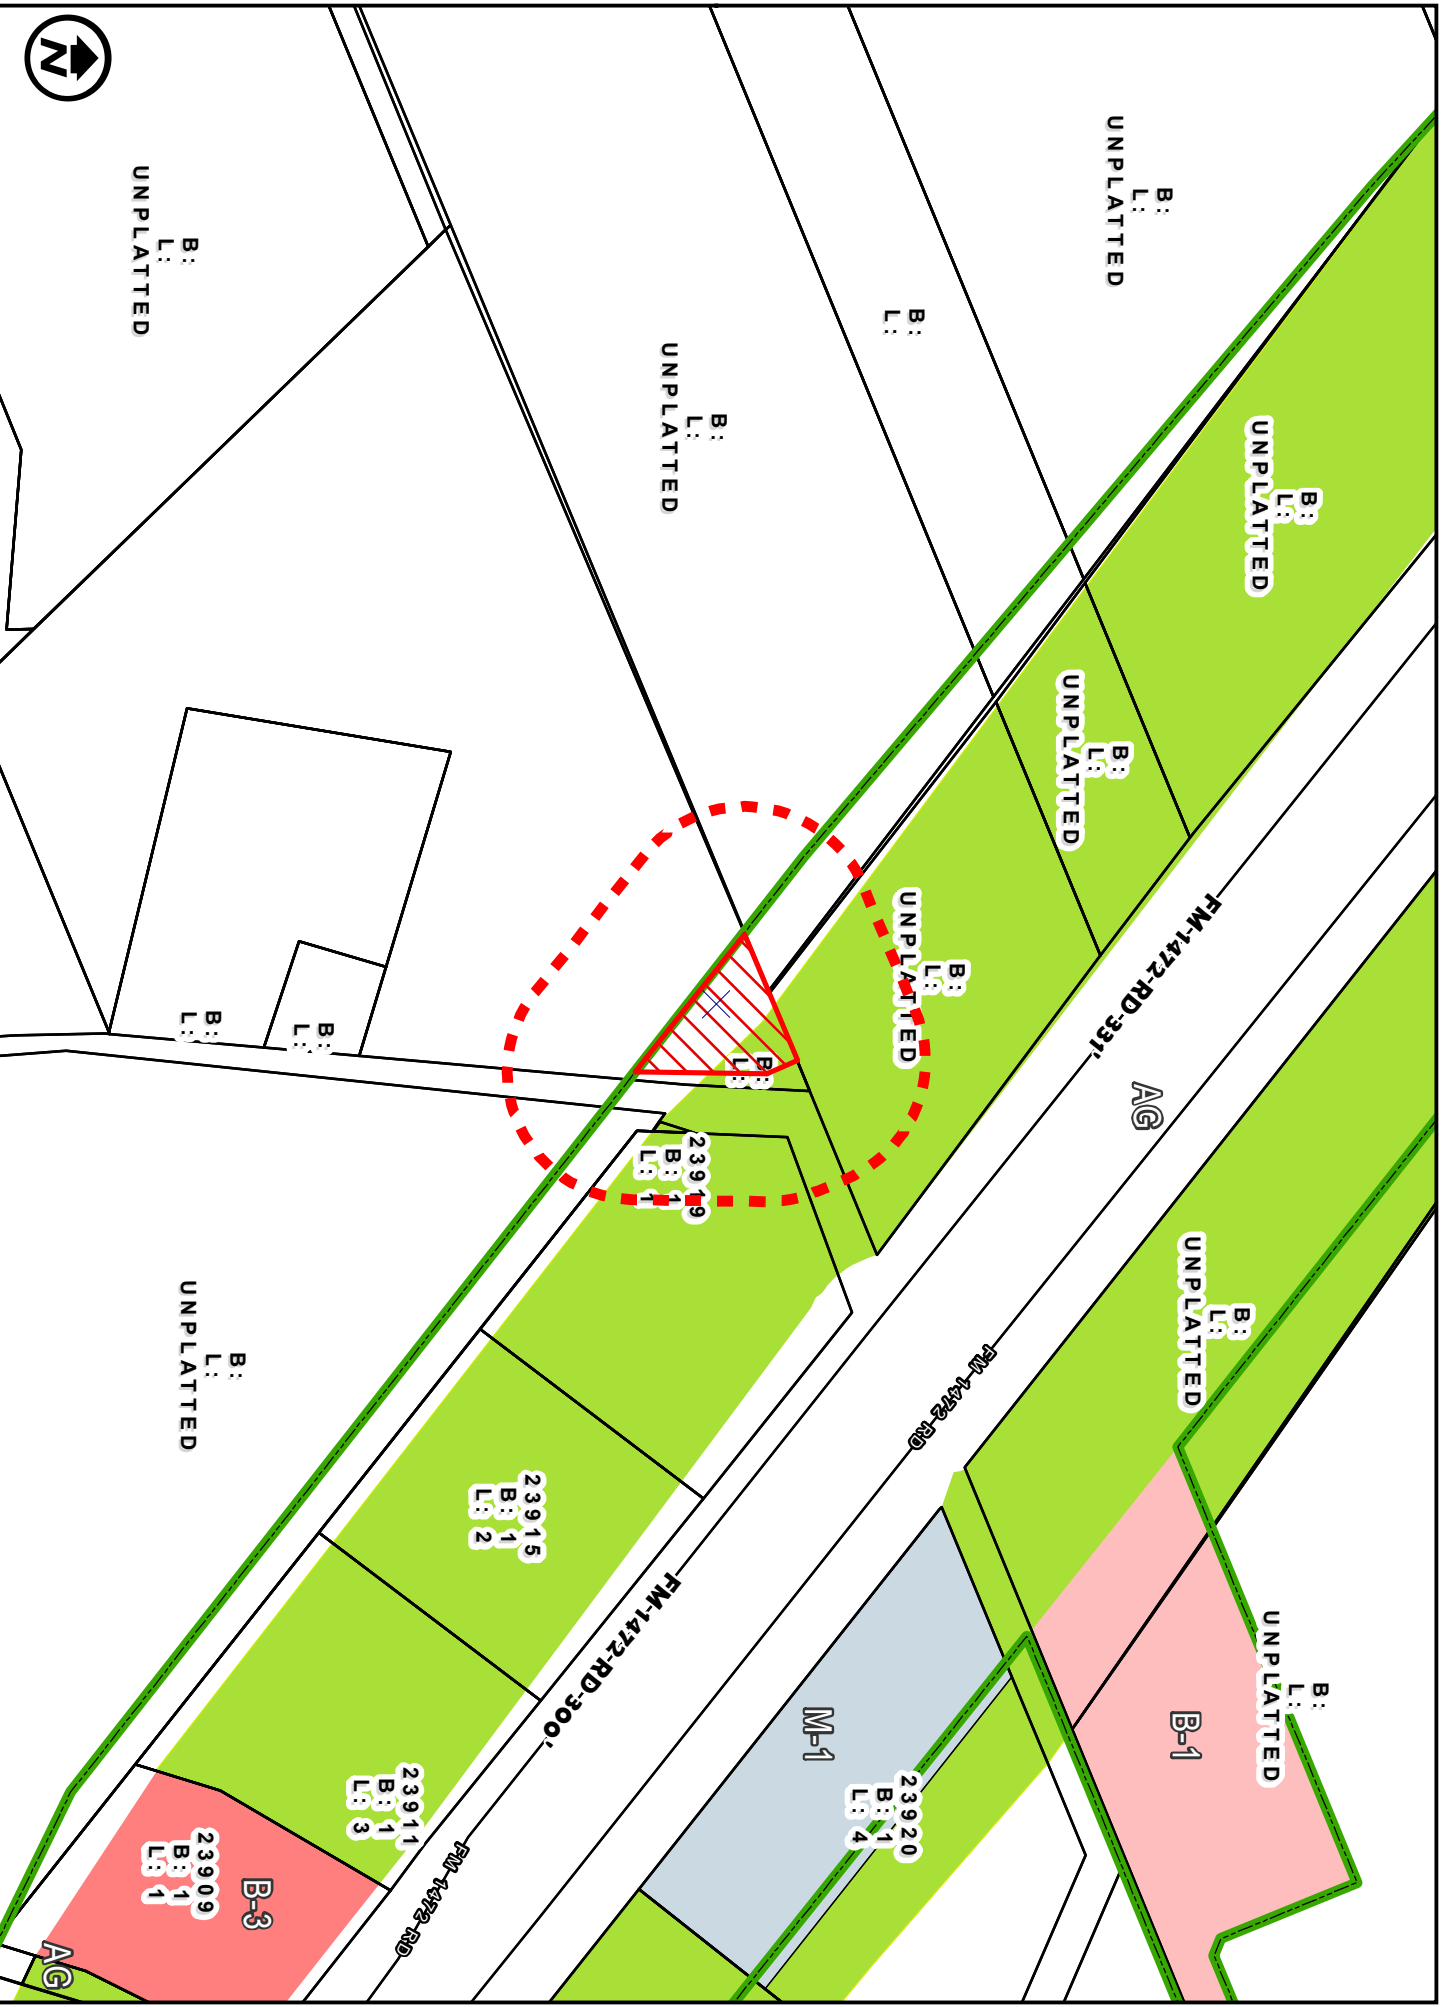 N
B:
L:
UNPLATTED
B:
L:
UNPLATTED
B:
L:
B:
L:
UNPLATTED
B:
L:
UNPLATTED
B:
L:
UNPLATTED
B:
L:
UNPLATTED
FM-1472-RD-331'
AG
B:
L:
B:
L:
B:
L:
23919
B: 1
L: 1
B:
L:
UNPLATTED
FM-1472-RD
B:
L:
UNPLATTED
23915
B: 1
L: 2
FM-1472-RD-300'
B:
L:
UNPLATTED
B-1
M-1
23920
B: 1
L: 4
23911
B: 1
L: 3
FM-1472-RD
23909
B: 1
L: 1
B-3
AG